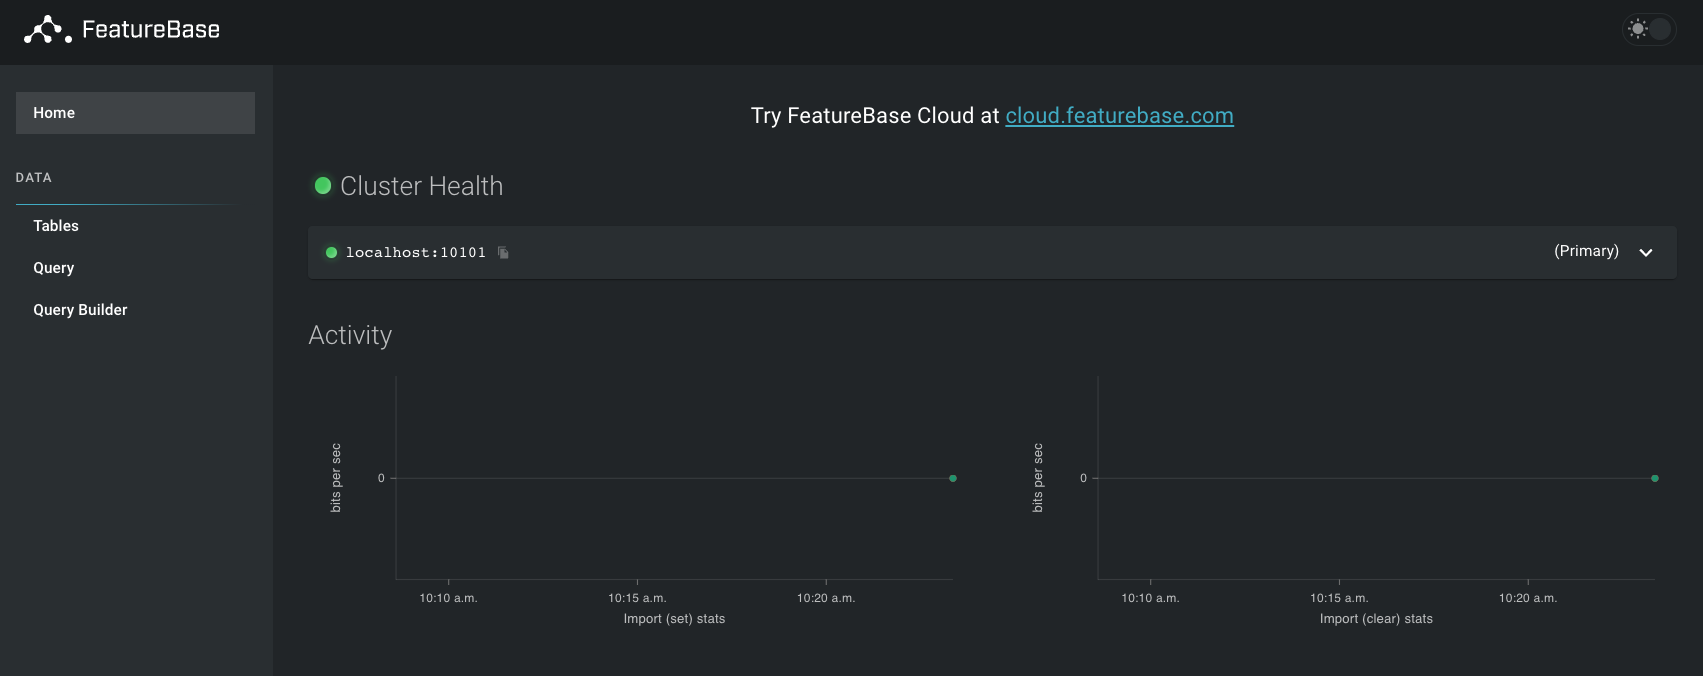 FeatureBase
Home
DATA
Tables
Query
Query Builder
Try FeatureBase Cloud at cloud.featurebase.com
Cluster Health
localhost:10101
(Primary)
Activity
bits per sec
0
10:10 a.m. 10:15 a.m. 10:20 a.m.
Import (set) stats
bits per sec
0
10:10 a.m. 10:15 a.m. 10:20 a.m.
Import (clear) stats